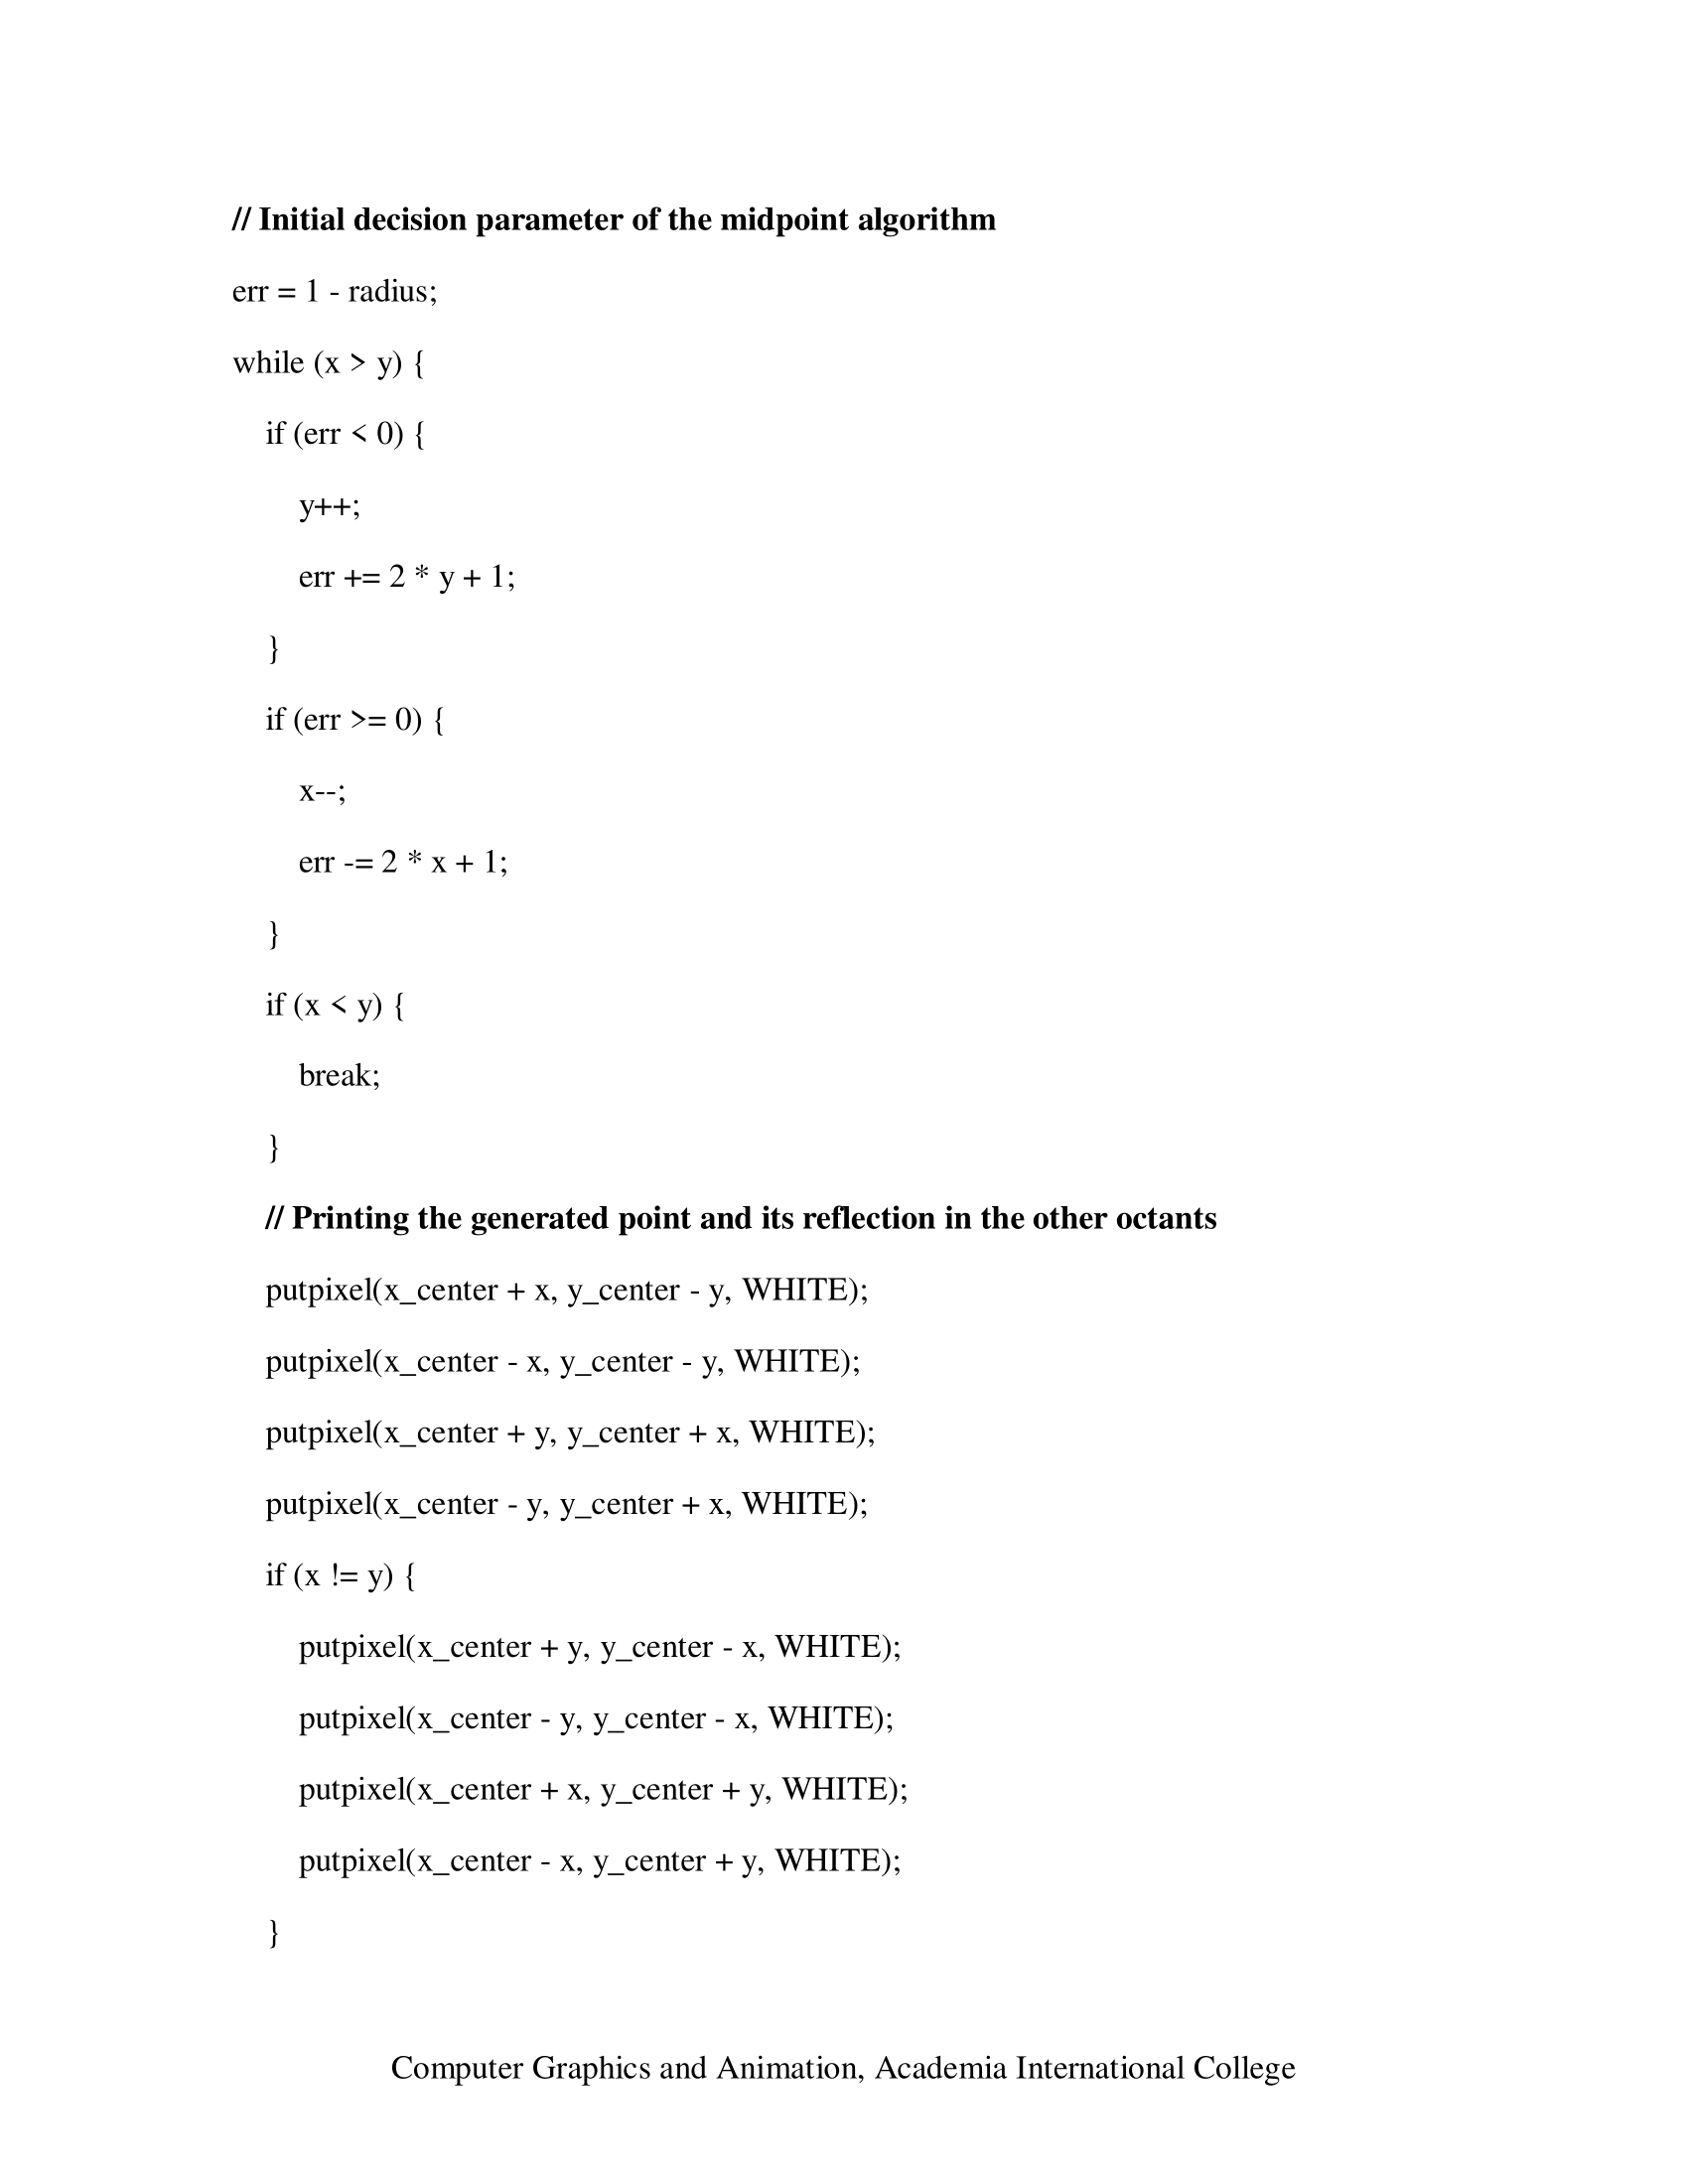 // Initial decision parameter of the midpoint algorithm
err = 1 - radius;
while (x > y) {
if (err < 0) {
y++;
err += 2 * y + 1;
}
if (err >= 0) {
x--;
err -= 2 * x + 1;
}
if (x < y) {
break;
}
// Printing the generated point and its reflection in the other octants
putpixel(x_center + x, y_center - y, WHITE);
putpixel(x_center - x, y_center - y, WHITE);
putpixel(x_center + y, y_center + x, WHITE);
putpixel(x_center - y, y_center + x, WHITE);
if (x != y) {
putpixel(x_center + y, y_center - x, WHITE);
putpixel(x_center - y, y_center - x, WHITE);
putpixel(x_center + x, y_center + y, WHITE);
putpixel(x_center - x, y_center + y, WHITE);
}
Computer Graphics and Animation, Academia International College